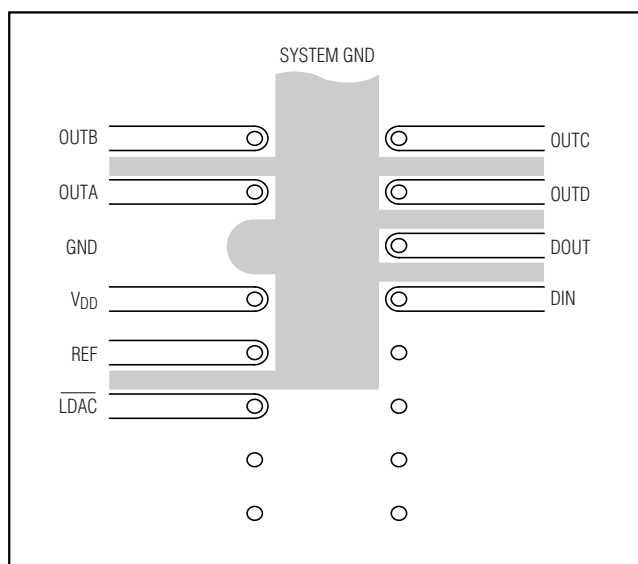 SYSTEM GND
OUTB
OUTC
OUTA
OUTD
GND
DOUT
VDD
DIN
REF
LDAC